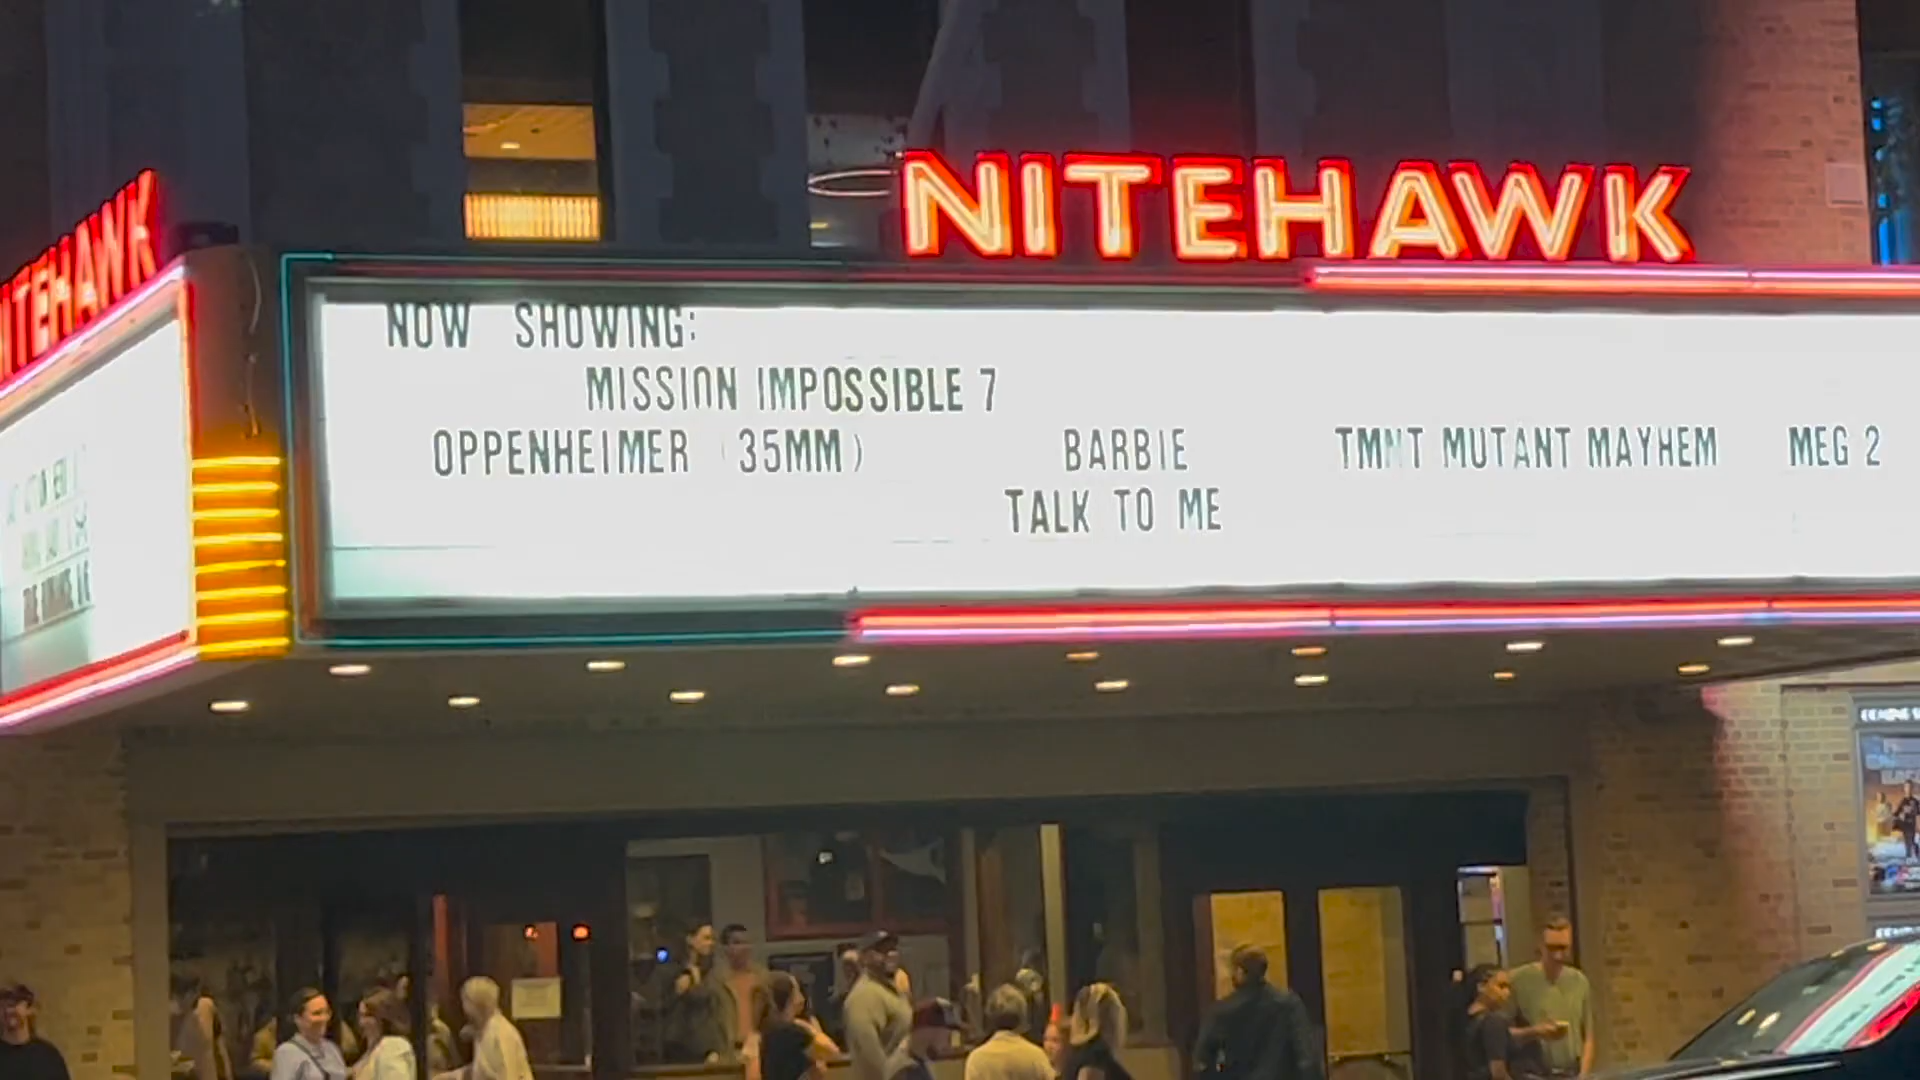 NITEHAWK
NITEHAWK
NOW SHOWING:
MISSION IMPOSSIBLE 7
OPPENHEIMER (35MM) BARBIE TMNT MUTANT MAYHEM MEG 2
TALK TO ME